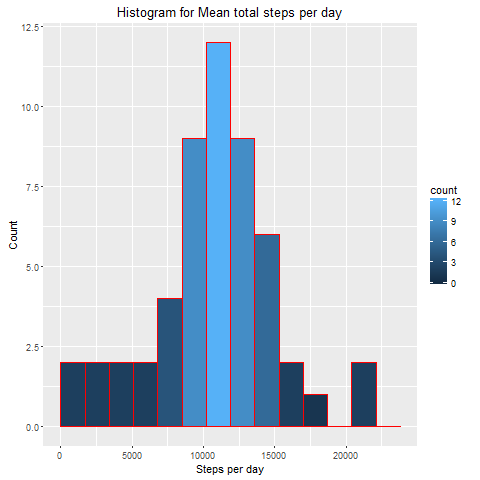 Histogram for Mean total steps per day
12.5
10.0
7.5
5.0
2.5
0.0
Count
0 5000 10000 15000 20000
Steps per day
count
12
9
6
3
0